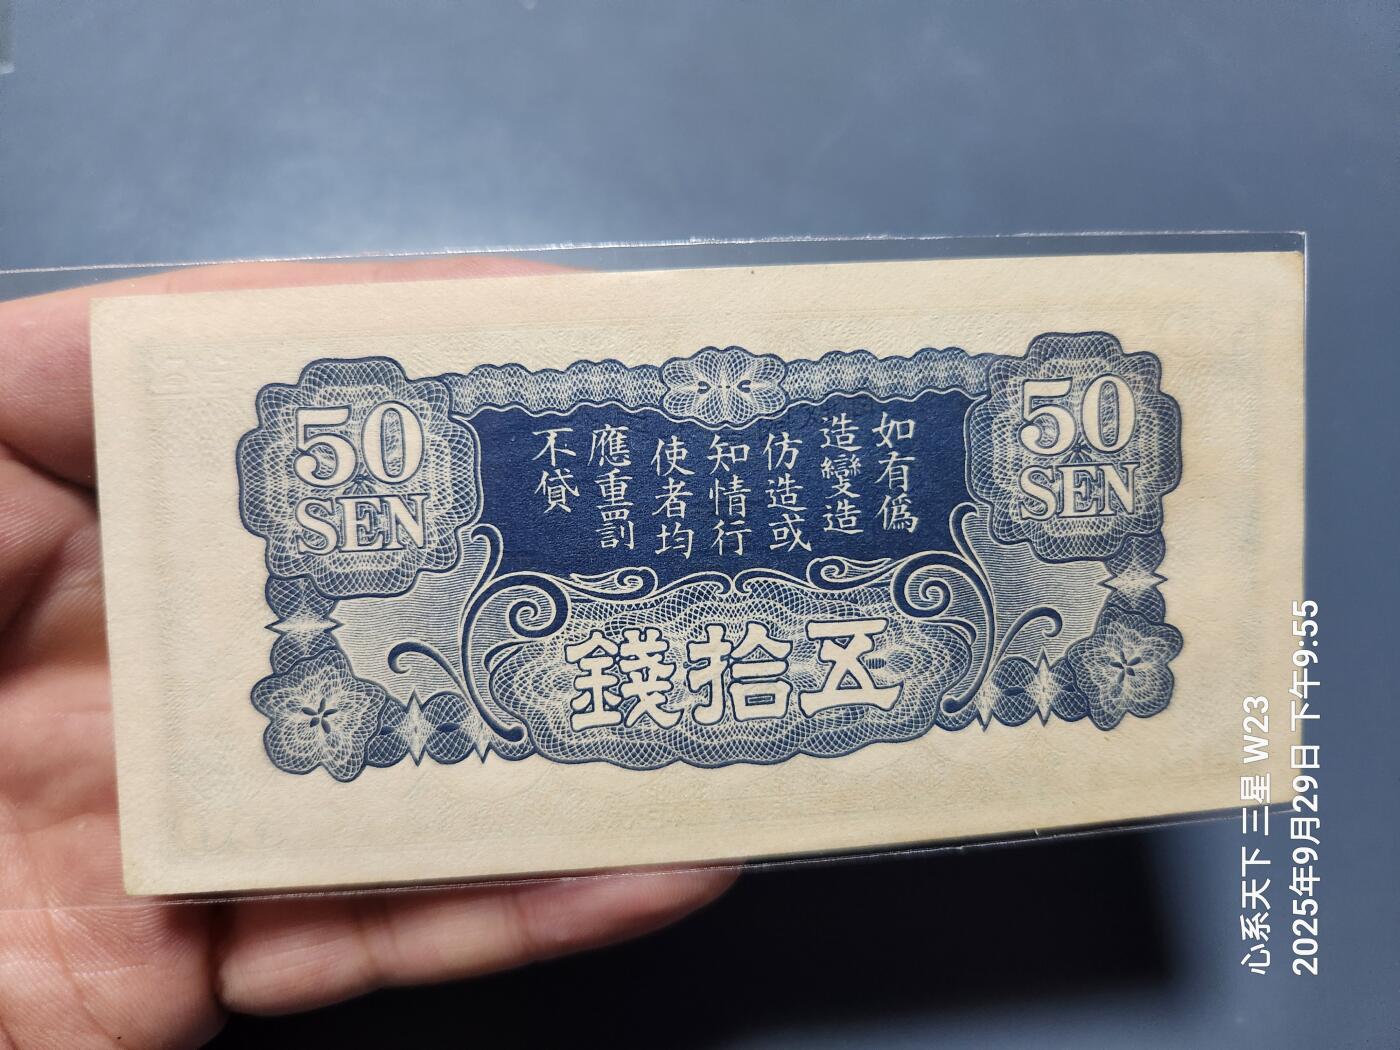 50
SEN
50
SEN
如有僞
造變造
仿造或
知情行
使者均
應重罰
不貸
五拾錢
心系天下 三星 W23
2025年9月29日 下午9:55